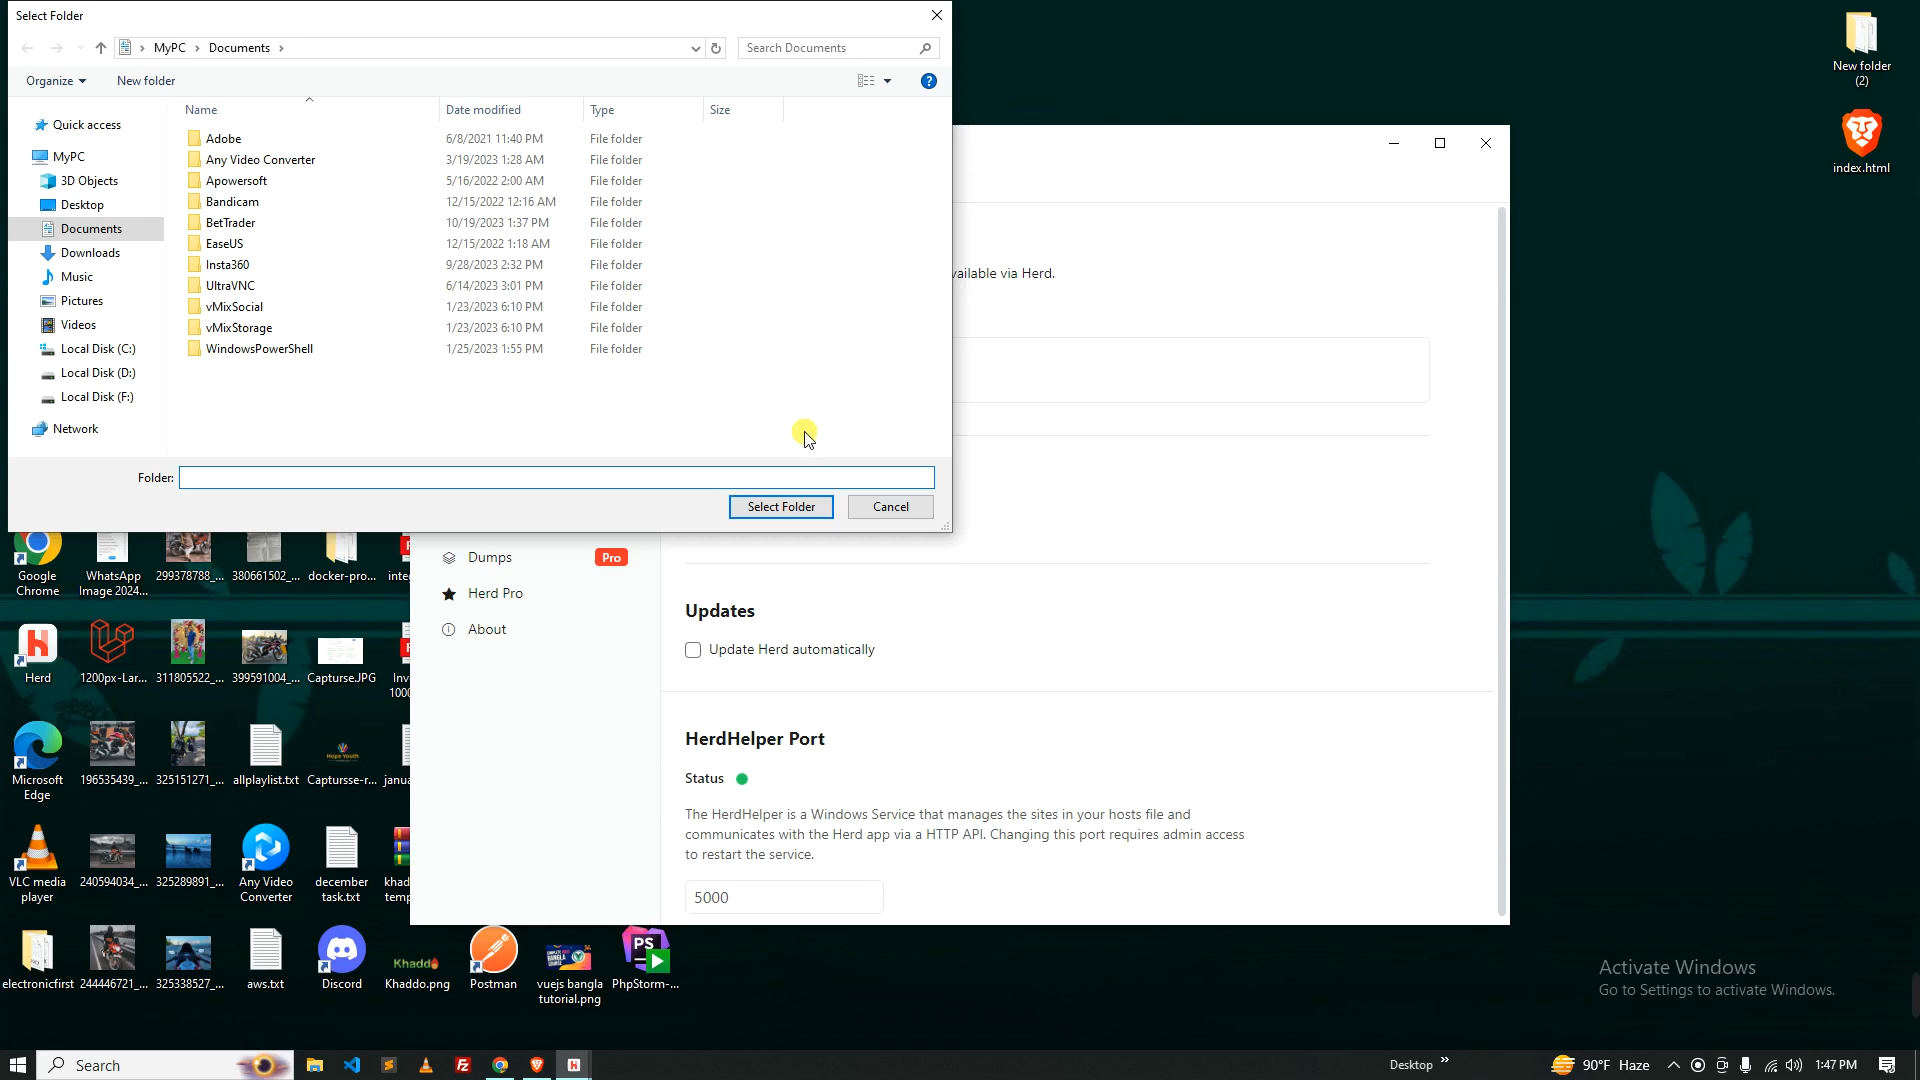 Select Folder
MyPC
Documents
Search Documents
Organize
New folder
Name
Date modified
Type
Size
Quick access
MyPC
3D Objects
Desktop
Documents
Downloads
Music
Pictures
Videos
Local Disk (C:)
Local Disk (D:)
Local Disk (F:)
Network
Adobe 6/8/2021 11:40 PM File folder
Any Video Converter 3/19/2023 1:28 AM File folder
Apowersoft 5/16/2022 2:00 AM File folder
Bandicam 12/15/2022 12:16 AM File folder
BetTrader 10/19/2023 1:37 PM File folder
EaseUS 12/15/2022 1:18 AM File folder
Insta360 9/28/2023 2:32 PM File folder
UltraVNC 6/14/2023 3:01 PM File folder
vMixSocial 1/23/2023 6:10 PM File folder
vMixStorage 1/23/2023 6:10 PM File folder
WindowsPowerShell 1/25/2023 1:55 PM File folder
Folder:
Select Folder
Cancel
vailable via Herd.
Dumps
Pro
Herd Pro
About
Updates
Update Herd automatically
HerdHelper Port
Status
The HerdHelper is a Windows Service that manages the sites in your hosts file and
communicates with the Herd app via a HTTP API. Changing this port requires admin access
to restart the service.
5000
New folder
(2)
index.html
Google
Chrome
WhatsApp
Image 2024...
299378788_...
380661502_...
docker-pro...
inte
Herd
1200px-Lar...
311805522_...
399591004_...
Capturse.JPG
Inv
1000
Microsoft
Edge
196535439_...
325151271_...
allplaylist.txt
Hope Youth
Captursse-r...
janua
VLC media
player
240594034_...
325289891_...
Any Video
Converter
december
task.txt
khad
temp
electronicfirst
244446721_...
325338527_...
aws.txt
Discord
Khaddo
Khaddo.png
Postman
vuejs bangla
tutorial.png
PS
PhpStorm-...
Activate Windows
Go to Settings to activate Windows.
Search
Desktop
90°F Haze
1:47 PM